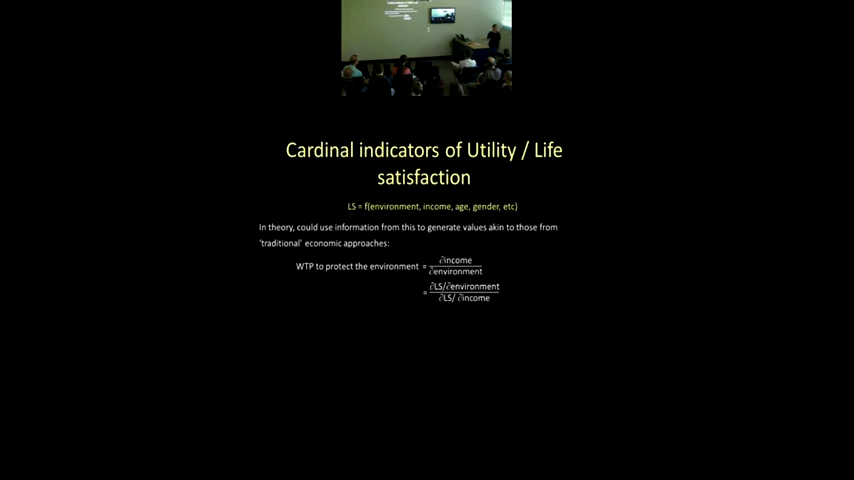 Cardinal indicators of Utility / Life
satisfaction
LS = f(environment, income, age, gender, etc)
In theory, could use information from this to generate values akin to those from
'traditional' economic approaches:
WTP to protect the environment = ∂income
∂environment
= ∂LS/∂environment
∂LS/ ∂income